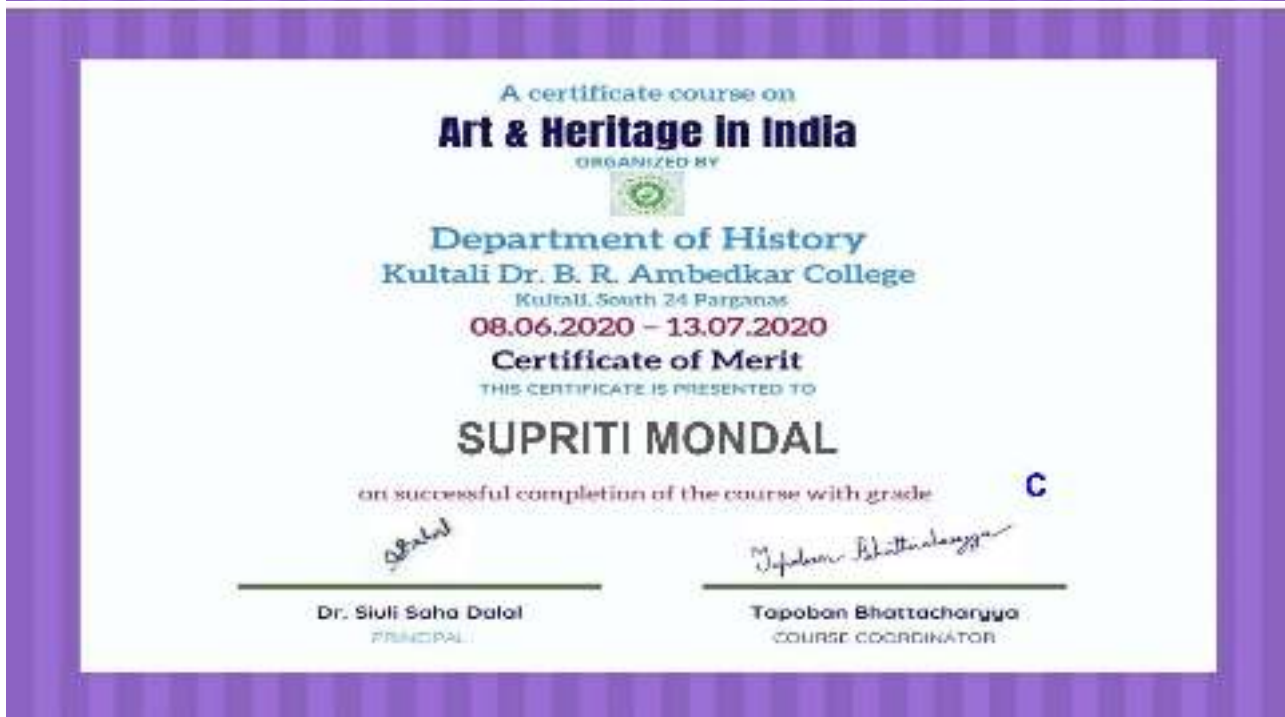 A certificate course on
Art & Heritage in India
ORGANIZED BY
Department of History
Kultali Dr. B. R. Ambedkar College
Kultali, South 24 Parganas
08.06.2020 – 13.07.2020
Certificate of Merit
THIS CERTIFICATE IS PRESENTED TO
SUPRITI MONDAL
on successful completion of the course with grade C
Tapoban Bhattacharyya
Dr. Siuli Saha Dalal
Tapoban Bhattacharyya
PRINCIPAL
COURSE COORDINATOR